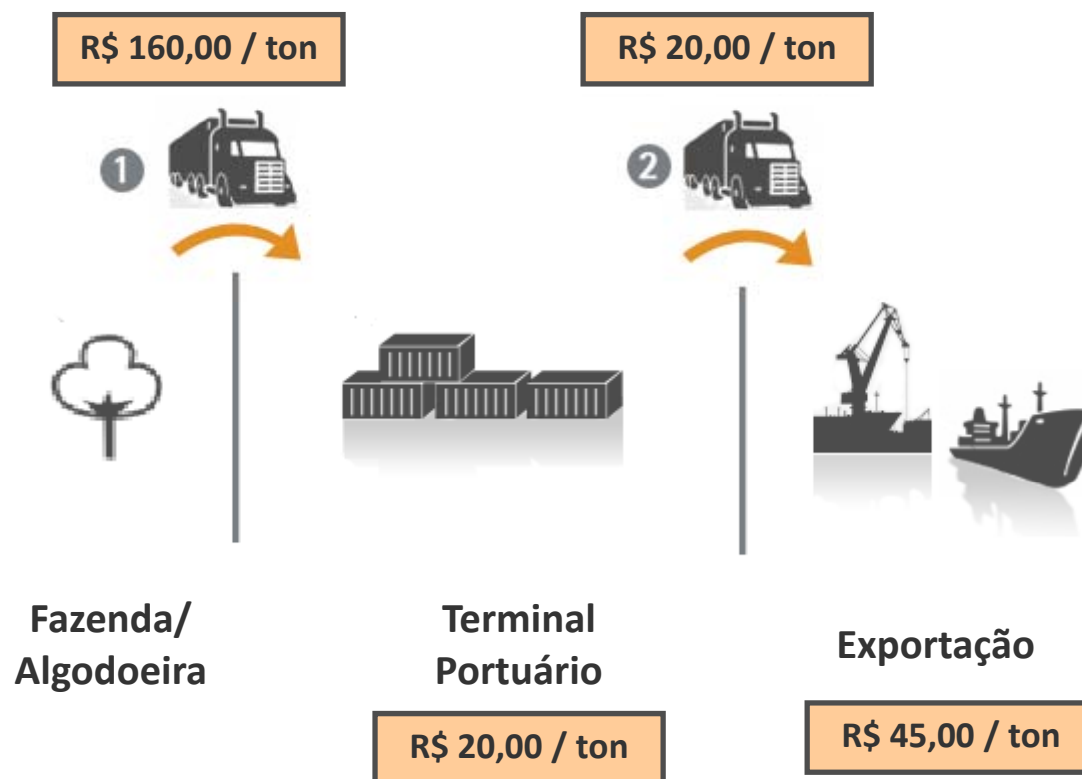 R$ 160,00 / ton
R$ 20,00 / ton
1
2
Fazenda/
Algodoeira
Terminal
Portuário
Exportação
R$ 20,00 / ton
R$ 45,00 / ton